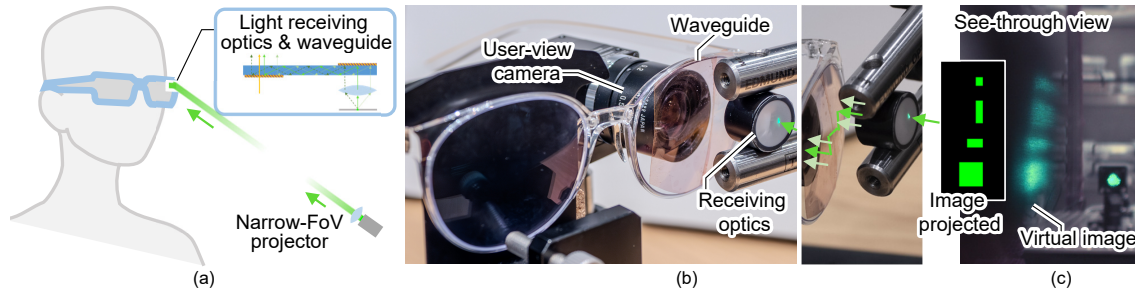 Light receiving
optics & waveguide
Narrow-FoV
projector
(a)
Waveguide
User-view
camera
Receiving
optics
(b)
See-through view
Image
projected
Virtual image
(c)